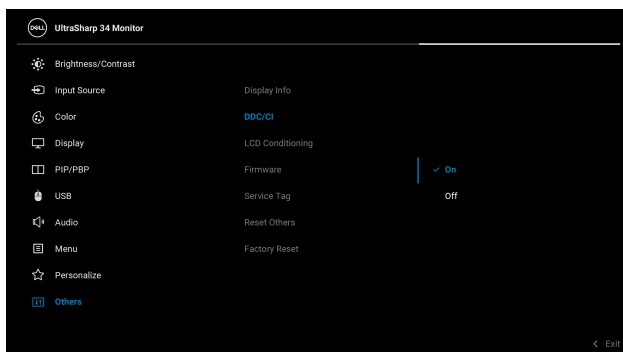 DELL UltraSharp 34 Monitor
Brightness/Contrast
Input Source
Color
Display
PIP/PBP
USB
Audio
Menu
Personalize
Others
Display Info
DDC/CI
LCD Conditioning
Firmware
Service Tag
Reset Others
Factory Reset
On
Off
Exit